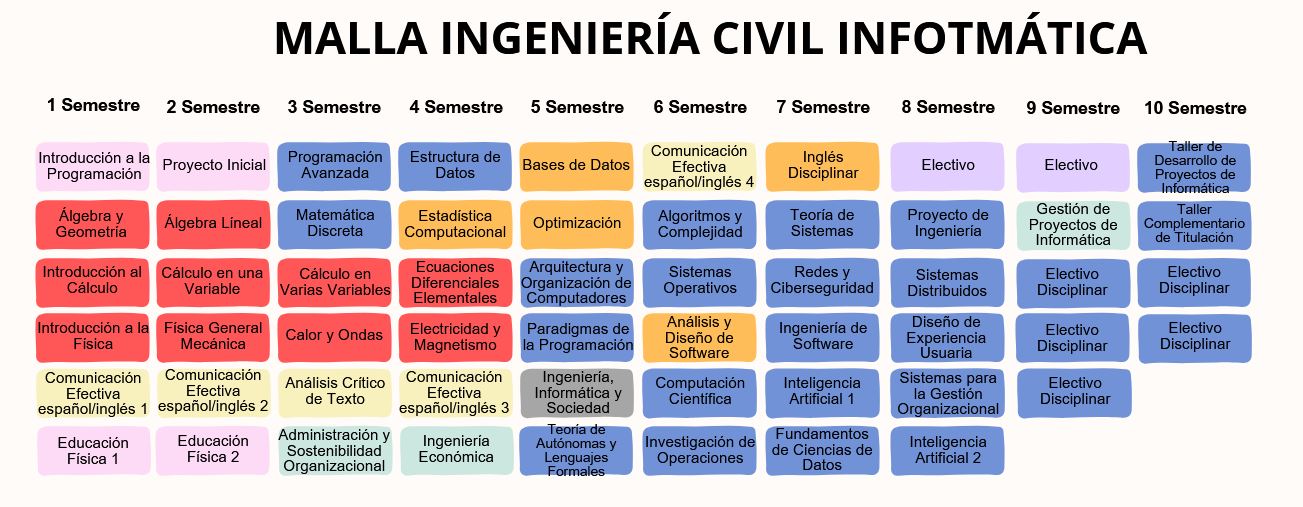 MALLA INGENIERÍA CIVIL INFOTMÁTICA
1 Semestre
2 Semestre
3 Semestre
4 Semestre
5 Semestre
6 Semestre
7 Semestre
8 Semestre
9 Semestre
10 Semestre
Introducción a la
Programación
Proyecto Inicial
Programación
Avanzada
Estructura de
Datos
Bases de Datos
Comunicación
Efectiva
español/inglés 4
Inglés
Disciplinar
Electivo
Electivo
Taller de
Desarrollo de
Proyectos de
Informática
Álgebra y
Geometría
Álgebra Líneal
Matemática
Discreta
Estadística
Computacional
Optimización
Algoritmos y
Complejidad
Teoría de
Sistemas
Proyecto de
Ingeniería
Gestión de
Proyectos de
Informática
Taller
Complementario
de Titulación
Introducción al
Cálculo
Cálculo en una
Variable
Cálculo en
Varias Variables
Ecuaciones
Diferenciales
Elementales
Arquitectura y
Organización de
Computadores
Sistemas
Operativos
Redes y
Ciberseguridad
Sistemas
Distribuidos
Electivo
Disciplinar
Electivo
Disciplinar
Introducción a la
Física
Física General
Mecánica
Calor y Ondas
Electricidad y
Magnetismo
Paradigmas de
la Programación
Análisis y
Diseño de
Software
Ingeniería de
Software
Diseño de
Experiencia
Usuaria
Electivo
Disciplinar
Electivo
Disciplinar
Comunicación
Efectiva
español/inglés 1
Comunicación
Efectiva
español/inglés 2
Análisis Crítico
de Texto
Comunicación
Efectiva
español/inglés 3
Ingeniería,
Informática y
Sociedad
Computación
Científica
Inteligencia
Artificial 1
Sistemas para
la Gestión
Organizacional
Electivo
Disciplinar
Educación
Física 1
Educación
Física 2
Administración y
Sostenibilidad
Organizacional
Ingeniería
Económica
Teoría de
Autónomas y
Lenguajes
Formales
Investigación de
Operaciones
Fundamentos
de Ciencias de
Datos
Inteligencia
Artificial 2